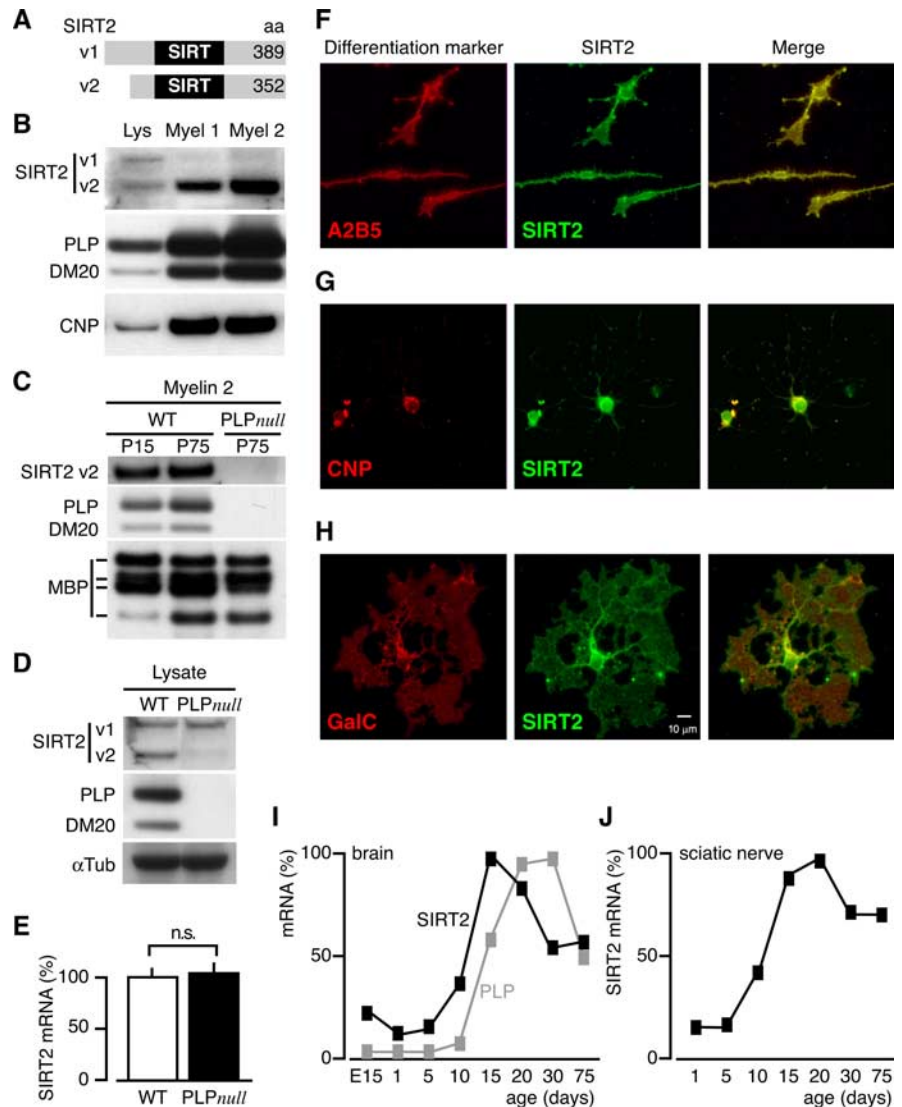 A
SIRT2 aa
v1 SIRT 389
v2 SIRT 352
B
Lys Myel 1 Myel 2
SIRT2 v1
v2
PLP
DM20
CNP
C
Myelin 2
WT PLPnull
P15 P75 P75
SIRT2 v2
PLP
DM20
MBP
D
Lysate
WT PLPnull
SIRT2 v1
v2
PLP
DM20
αTub
E
n.s.
SIRT2 mRNA (%)
100
50
0
WT PLPnull
F
Differentiation marker SIRT2 Merge
A2B5 SIRT2
G
CNP SIRT2
H
GalC SIRT2
10 µm
I
brain
mRNA (%)
100
50
0
SIRT2
PLP
E15 1 5 10 15 20 30 75
age (days)
J
sciatic nerve
SIRT2 mRNA (%)
100
50
0
1 5 10 15 20 30 75
age (days)